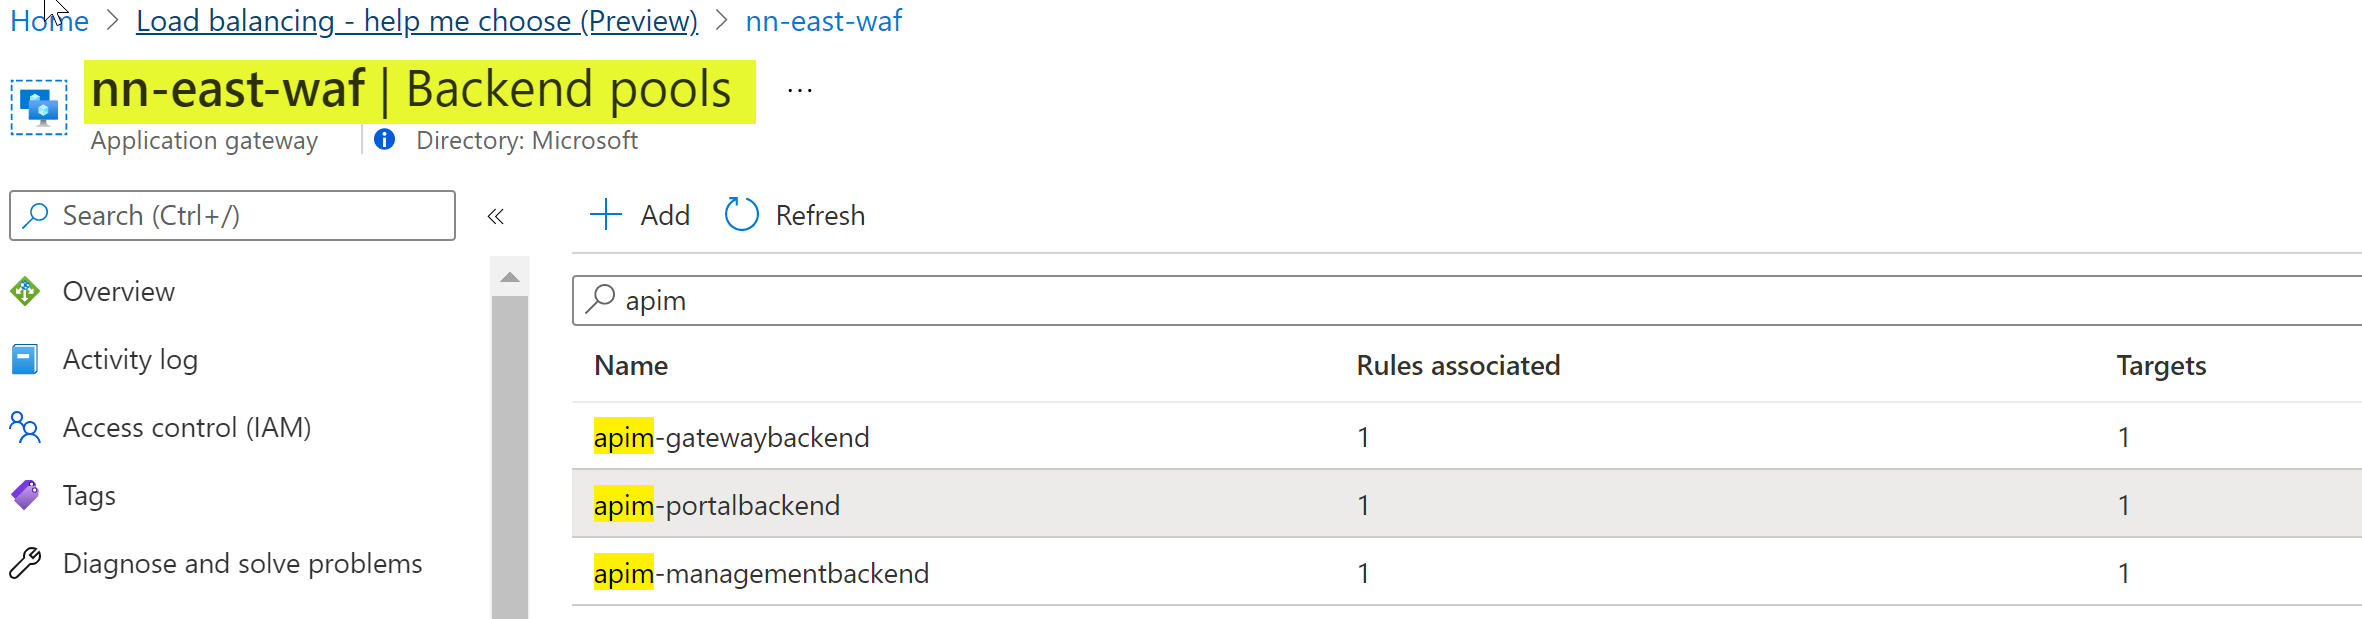 Home > Load balancing - help me choose (Preview) > nn-east-waf
nn-east-waf | Backend pools ...
Application gateway | Directory: Microsoft
Search (Ctrl+/) «
Add Refresh
Overview
Activity log
Access control (IAM)
Tags
Diagnose and solve problems
apim
Name Rules associated Targets
apim-gatewaybackend 1 1
apim-portalbackend 1 1
apim-managementbackend 1 1